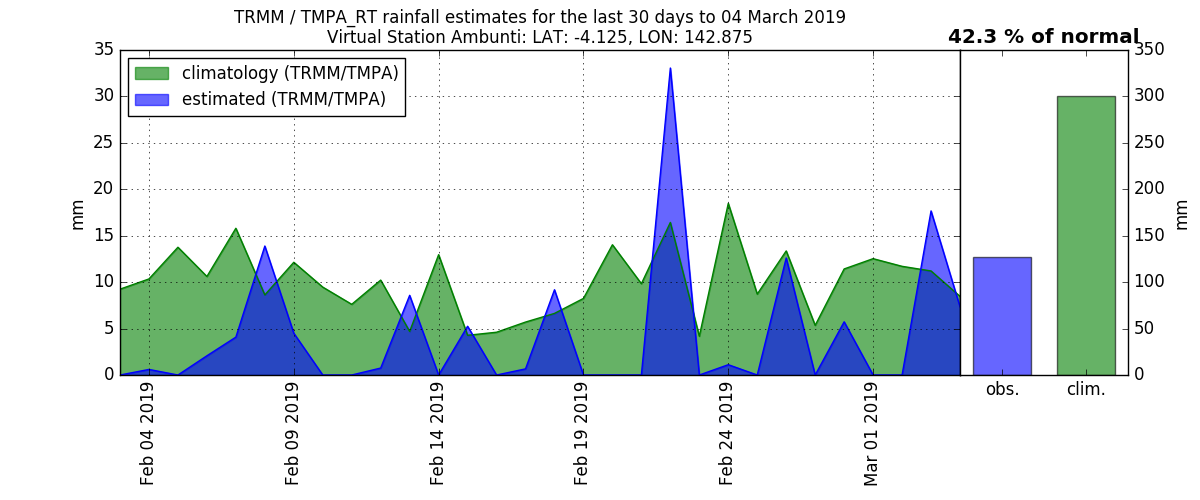 TRMM / TMPA_RT rainfall estimates for the last 30 days to 04 March 2019
Virtual Station Ambunti: LAT: -4.125, LON: 142.875
42.3 % of normal
climatology (TRMM/TMPA)
estimated (TRMM/TMPA)
35
30
25
20
15
10
5
0
mm
Feb 04 2019
Feb 09 2019
Feb 14 2019
Feb 19 2019
Feb 24 2019
Mar 01 2019
obs.
clim.
350
300
250
200
150
100
50
0
mm